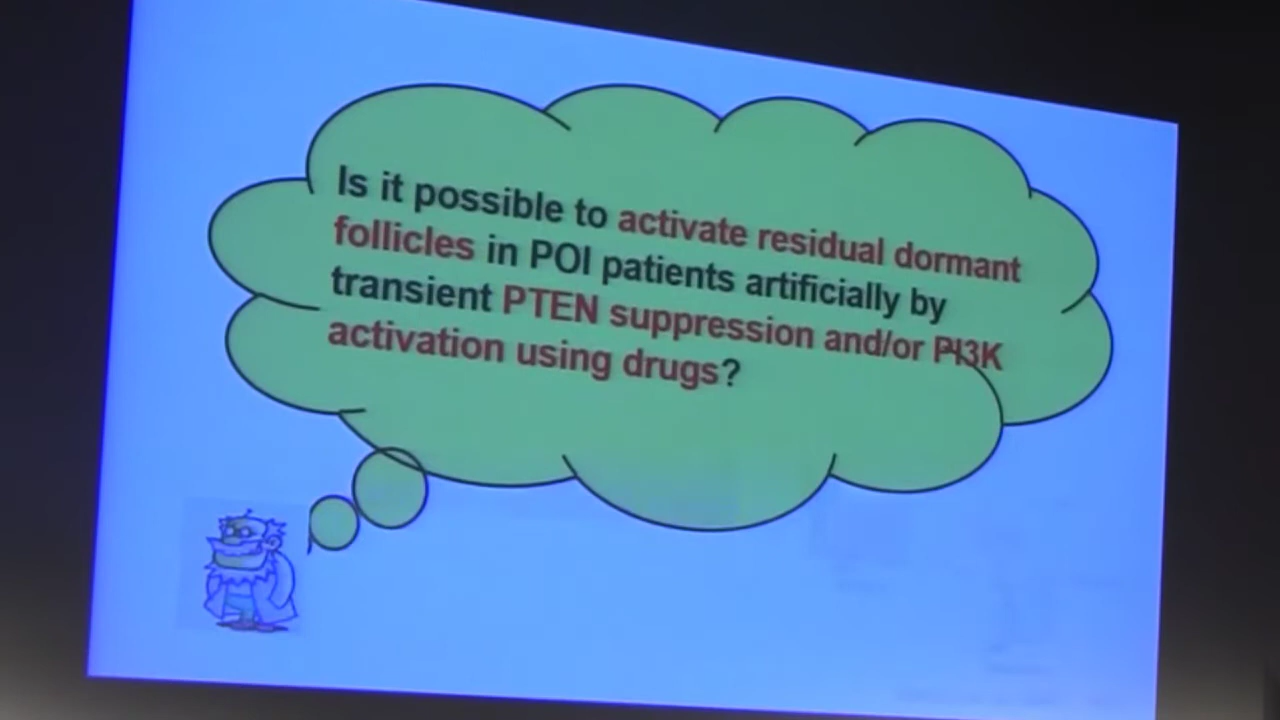 Is it possible to activate residual dormant
follicles in POI patients artificially by
transient PTEN suppression and/or PI3K
activation using drugs?